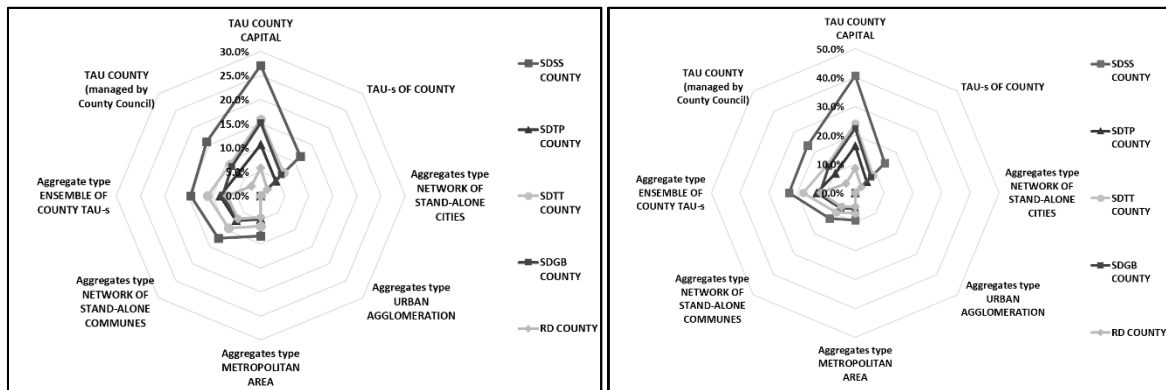 TAU COUNTY
CAPITAL
30.0%
25.0%
20.0%
15.0%
10.0%
5.0%
0.0%
TAU-s OF COUNTY
Aggregates type
NETWORK OF
STAND-ALONE
CITIES
Aggregates type
URBAN
AGGLOMERATION
Aggregates type
METROPOLITAN
AREA
Aggregates type
NETWORK OF
STAND-ALONE
COMMUNES
Aggregate type
ENSEMBLE OF
COUNTY TAU-s
TAU COUNTY
(managed by
County Council)
SDSS
COUNTY
SDTP
COUNTY
SDTT
COUNTY
SDGB
COUNTY
RD COUNTY
TAU COUNTY
CAPITAL
50.0%
40.0%
30.0%
20.0%
10.0%
0.0%
TAU-s OF COUNTY
Aggregates type
NETWORK OF
STAND-ALONE
CITIES
Aggregates type
URBAN
AGGLOMERATION
Aggregates type
METROPOLITAN
AREA
Aggregates type
NETWORK OF
STAND-ALONE
COMMUNES
Aggregate type
ENSEMBLE OF
COUNTY TAU-s
TAU COUNTY
(managed by
County Council)
SDSS
COUNTY
SDTP
COUNTY
SDTT
COUNTY
SDGB
COUNTY
RD COUNTY